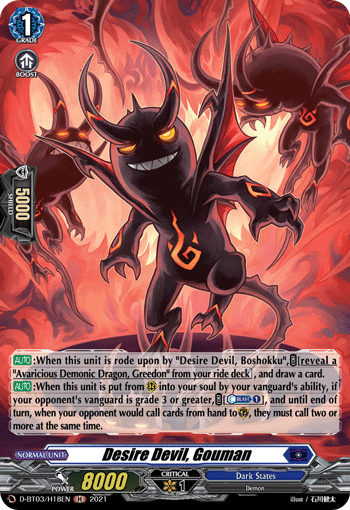 1
GRADE
BOOST
5000
SHIELD
AUTO:When this unit is rode upon by "Desire Devil, Boshokku", [reveal a
"Avaricious Demonic Dragon, Greedon" from your ride deck], and draw a card.
AUTO:When this unit is put from into your soul by your vanguard's ability, if
your opponent's vanguard is grade 3 or greater, [C BLAST 1], and until end of
turn, when your opponent would call cards from hand to , they must call two or
more at the same time.
NORMAL UNIT Desire Devil, Gouman
POWER 8000 CRITICAL 1 Dark States
Demon
D-BT03/H18EN H 2021 illust / 石川健太